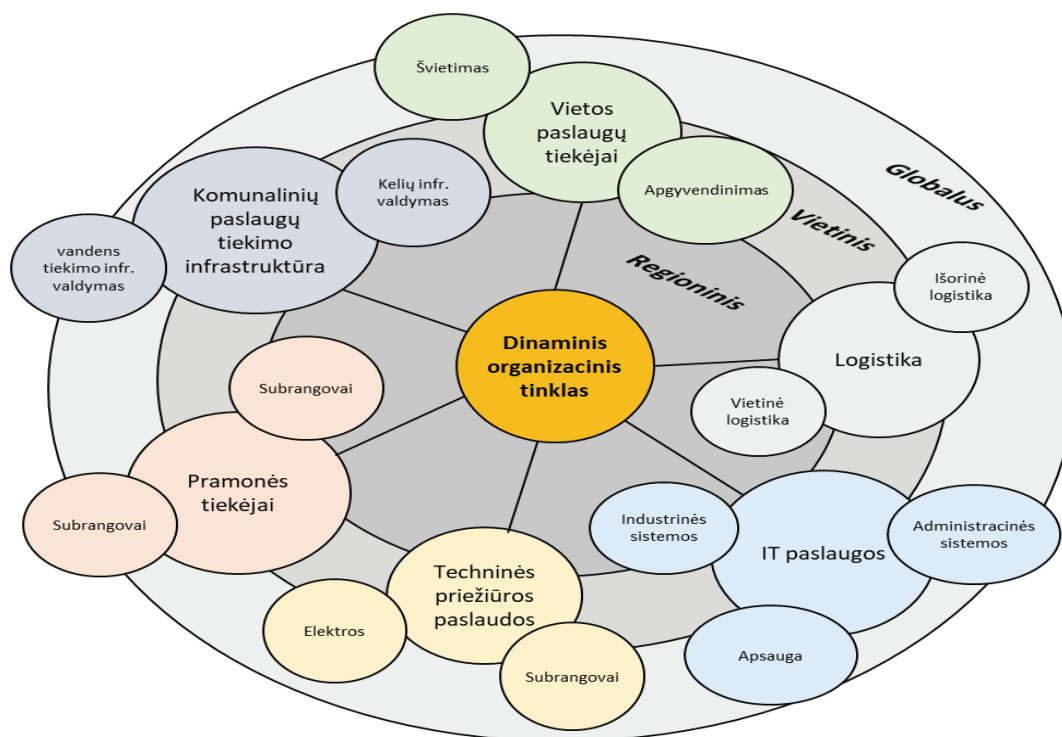 Švietimas
Vietos
paslaugų
tiekėjai
Apgyvendinimas
Globalus
Vietinis
Regioninis
Komunalinių
paslaugų
tiekimo
infrastruktūra
Kelių infr.
valdymas
vandens
tiekimo infr.
valdymas
Išorinė
logistika
Logistika
Vietinė
logistika
Dinaminis
organizacinis
tinklas
Subrangovai
Pramonės
tiekėjai
Subrangovai
Industrinės
sistemos
IT paslaugos
Administracinės
sistemos
Apsauga
Techninės
priežiūros
paslaudos
Elektros
Subrangovai